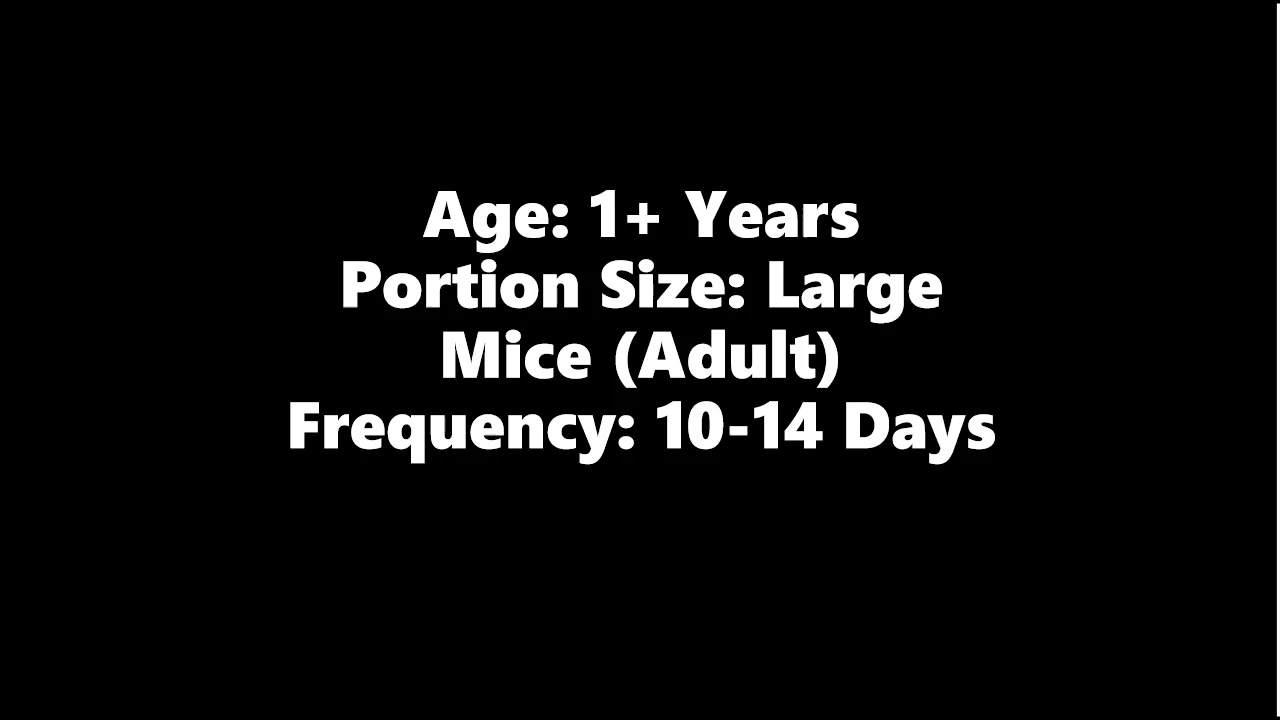 Age: 1+ Years
Portion Size: Large
Mice (Adult)
Frequency: 10-14 Days